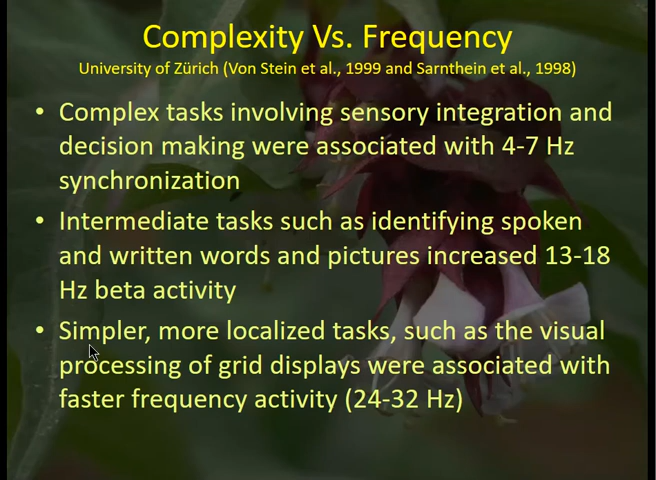 Complexity Vs. Frequency
University of Zürich (Von Stein et al., 1999 and Sarnthein et al., 1998)
• Complex tasks involving sensory integration and
decision making were associated with 4-7 Hz
synchronization
• Intermediate tasks such as identifying spoken
and written words and pictures increased 13-18
Hz beta activity
• Simpler, more localized tasks, such as the visual
processing of grid displays were associated with
faster frequency activity (24-32 Hz)